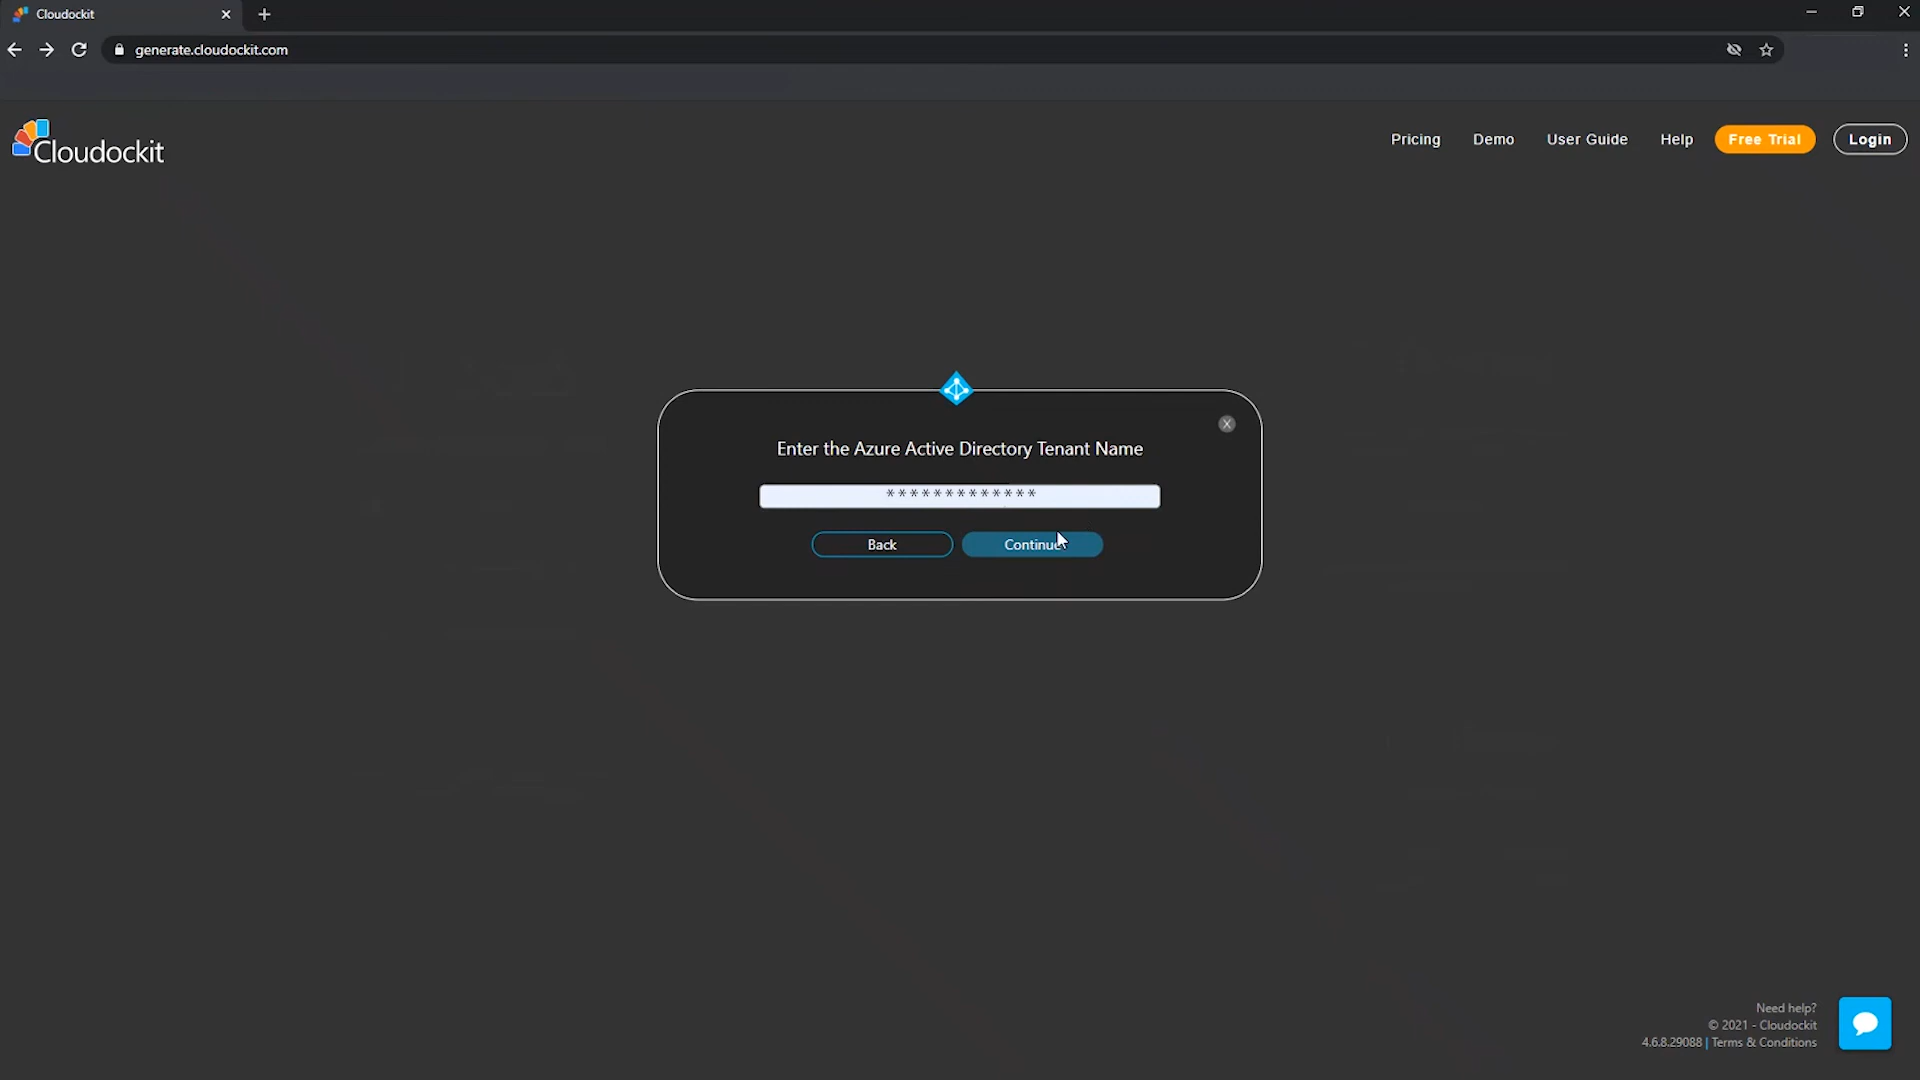 Cloudockit
generate.cloudockit.com
Cloudockit
Pricing Demo User Guide Help Free Trial Login
X
Enter the Azure Active Directory Tenant Name
*************
Back Continue
Need help?
© 2021 - Cloudockit
4.6.8.29088 | Terms & Conditions